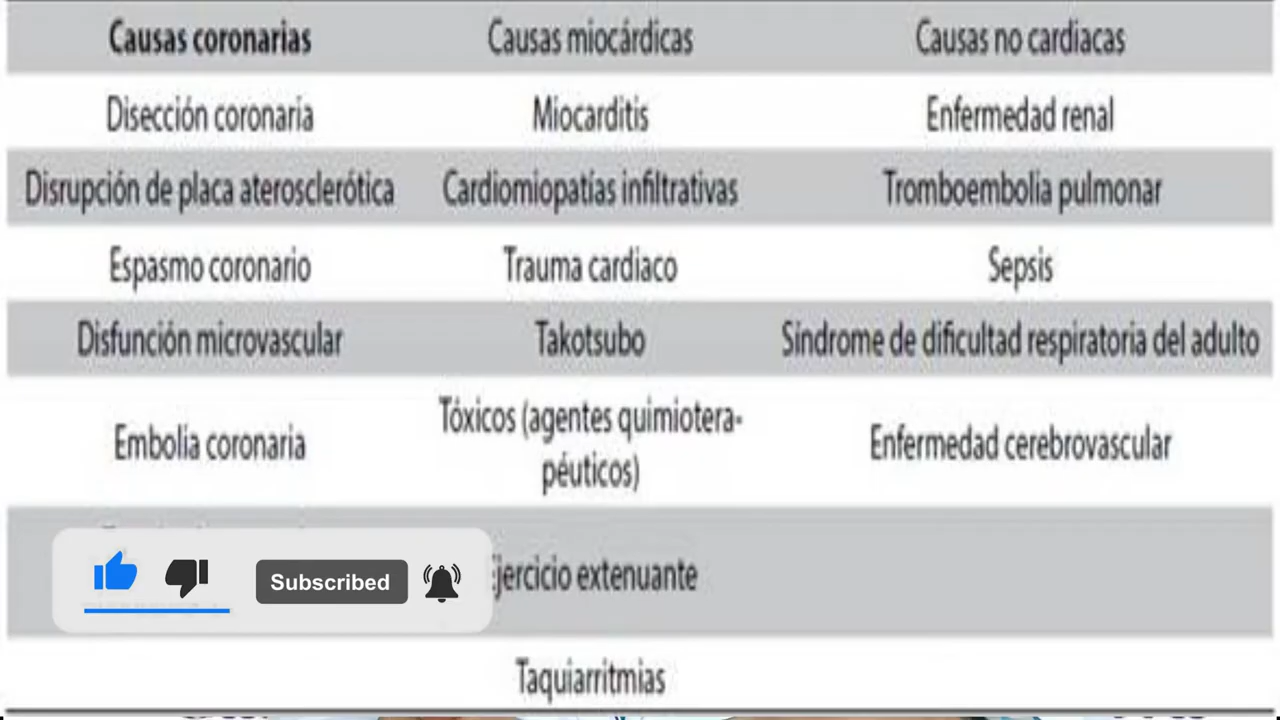 Causas coronarias Causas miocárdicas Causas no cardiacas
Disección coronaria Miocarditis Enfermedad renal
Disrupción de placa aterosclerótica Cardiomiopatías infiltrativas Tromboembolia pulmonar
Espasmo coronario Trauma cardiaco Sepsis
Disfunción microvascular Takotsubo Síndrome de dificultad respiratoria del adulto
Embolia coronaria Tóxicos (agentes quimiotera-
péuticos) Enfermedad cerebrovascular
jercicio extenuante
Subscribed
Taquiarritmias